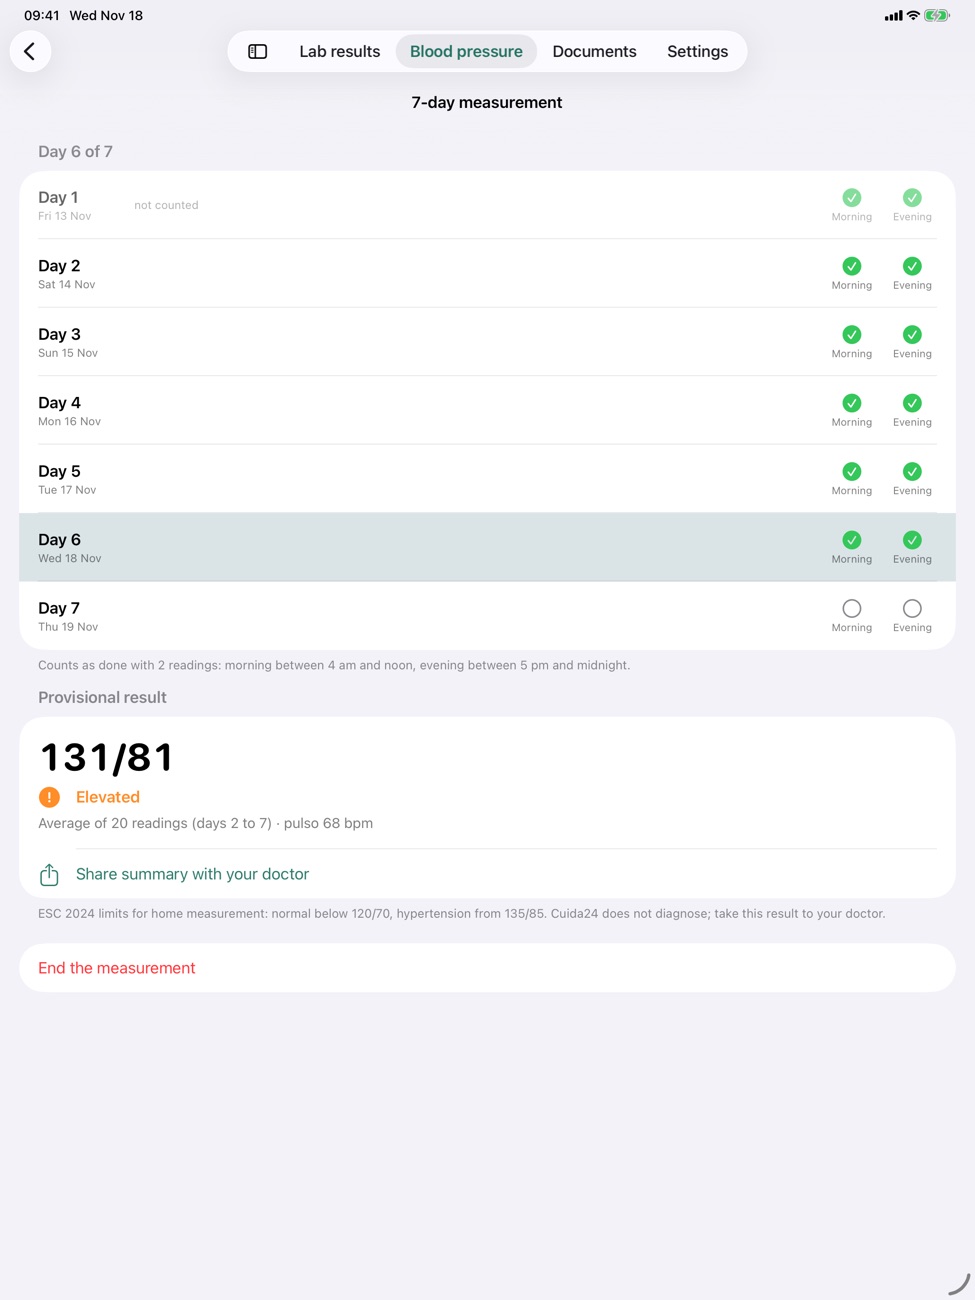 09:41 Wed Nov 18
Lab results Blood pressure Documents Settings
7-day measurement
Day 6 of 7
Day 1
Fri 13 Nov
not counted
Morning Evening
Day 2
Sat 14 Nov
Morning Evening
Day 3
Sun 15 Nov
Morning Evening
Day 4
Mon 16 Nov
Morning Evening
Day 5
Tue 17 Nov
Morning Evening
Day 6
Wed 18 Nov
Morning Evening
Day 7
Thu 19 Nov
Morning Evening
Counts as done with 2 readings: morning between 4 am and noon, evening between 5 pm and midnight.
Provisional result
131/81
Elevated
Average of 20 readings (days 2 to 7) · pulso 68 bpm
Share summary with your doctor
ESC 2024 limits for home measurement: normal below 120/70, hypertension from 135/85. Cuida24 does not diagnose; take this result to your doctor.
End the measurement